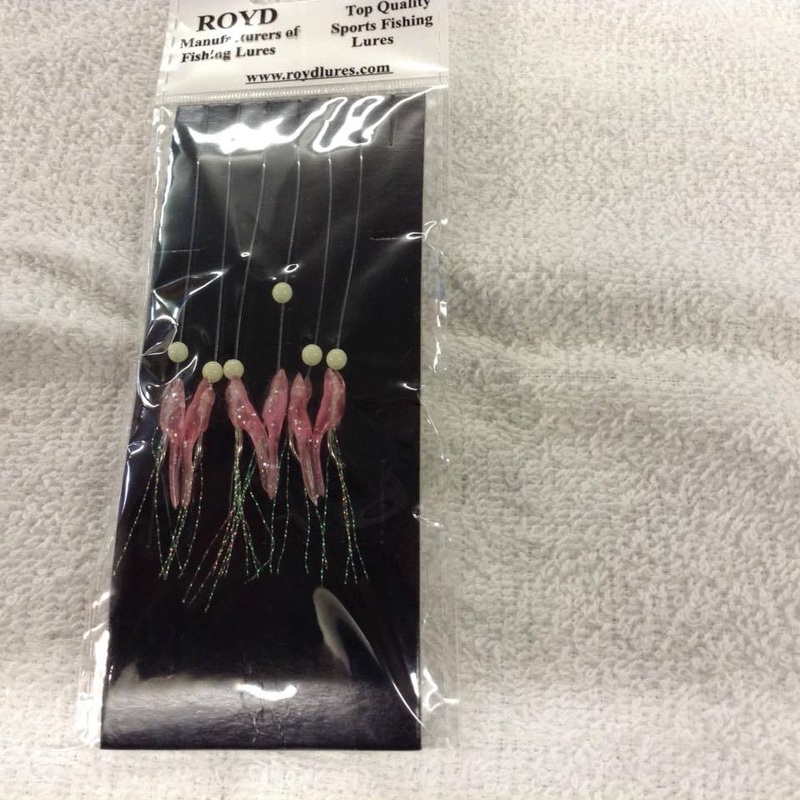 ROYD
Manufacturers of
Fishing Lures
Top Quality
Sports Fishing
Lures
www.roydlures.com